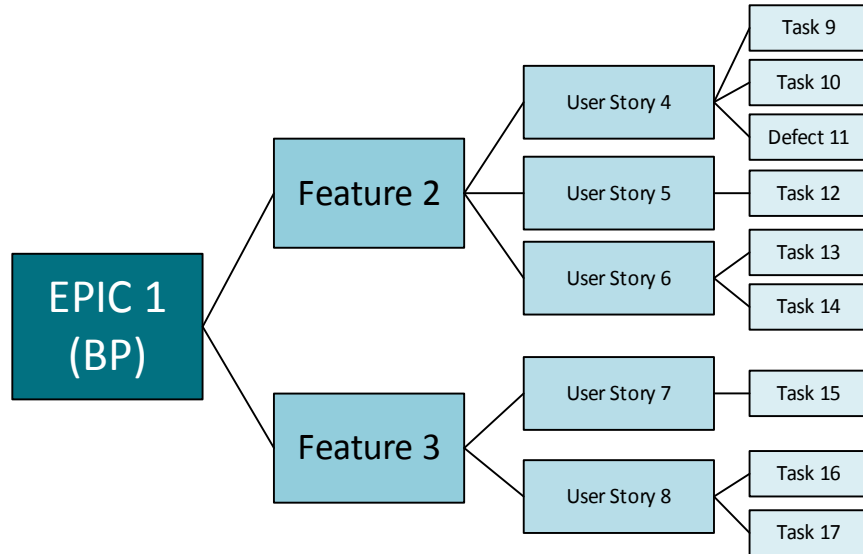 EPIC 1
(BP)
Feature 2
Feature 3
User Story 4
User Story 5
User Story 6
User Story 7
User Story 8
Task 9
Task 10
Defect 11
Task 12
Task 13
Task 14
Task 15
Task 16
Task 17